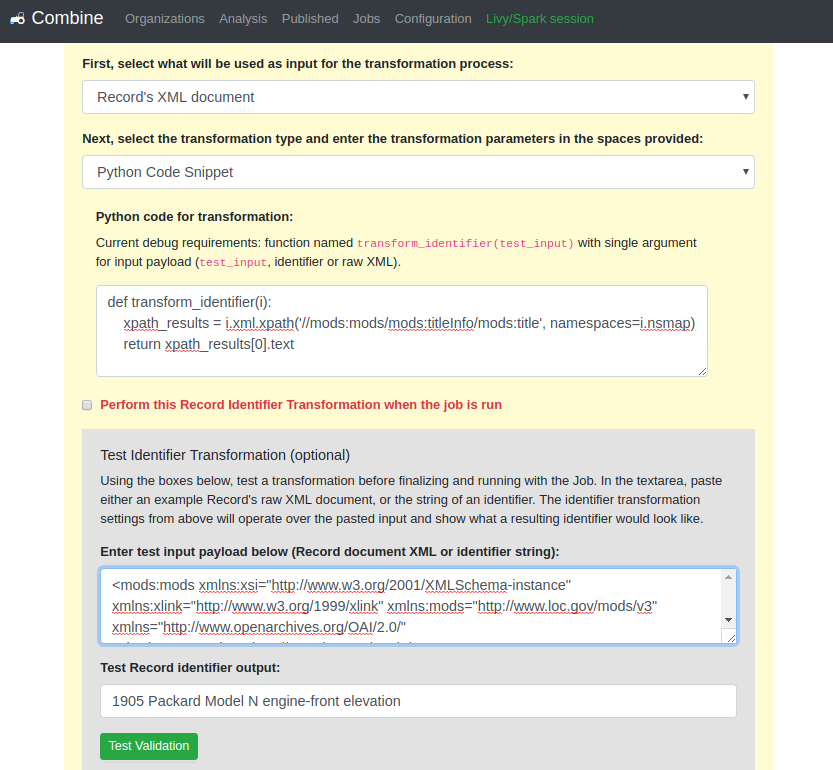 Combine Organizations Analysis Published Jobs Configuration Livy/Spark session
First, select what will be used as input for the transformation process:
Record's XML document
Next, select the transformation type and enter the transformation parameters in the spaces provided:
Python Code Snippet
Python code for transformation:
Current debug requirements: function named transform_identifier(test_input) with single argument
for input payload (test_input, identifier or raw XML).
def transform_identifier(i):
xpath_results = i.xml.xpath('//mods:mods/mods:titleInfo/mods:title', namespaces=i.nsmap)
return xpath_results[0].text
Perform this Record Identifier Transformation when the job is run
Test Identifier Transformation (optional)
Using the boxes below, test a transformation before finalizing and running with the Job. In the textarea, paste
either an example Record's raw XML document, or the string of an identifier. The identifier transformation
settings from above will operate over the pasted input and show what a resulting identifier would look like.
Enter test input payload below (Record document XML or identifier string):
<mods:mods xmlns:xsi="http://www.w3.org/2001/XMLSchema-instance"
xmlns:xlink="http://www.w3.org/1999/xlink" xmlns:mods="http://www.loc.gov/mods/v3"
xmlns="http://www.openarchives.org/OAI/2.0/"
Test Record identifier output:
1905 Packard Model N engine-front elevation
Test Validation